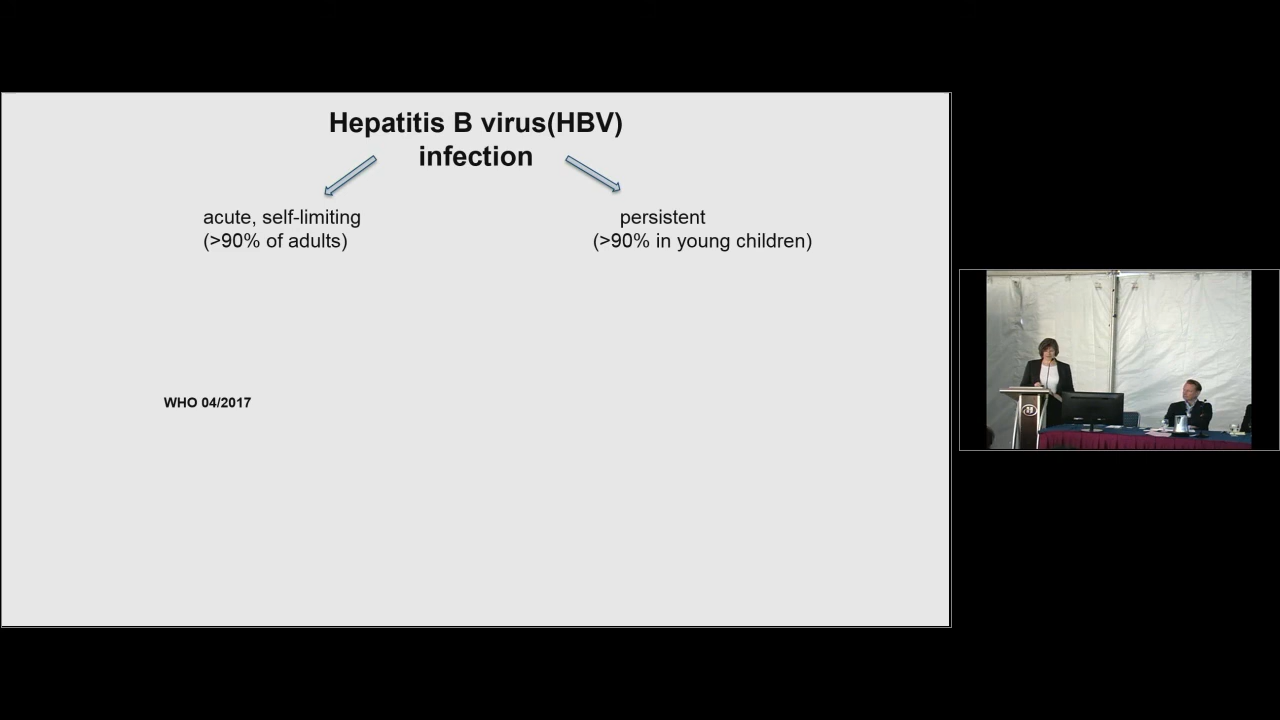 Hepatitis B virus(HBV)
infection
acute, self-limiting
(>90% of adults)
persistent
(>90% in young children)
WHO 04/2017